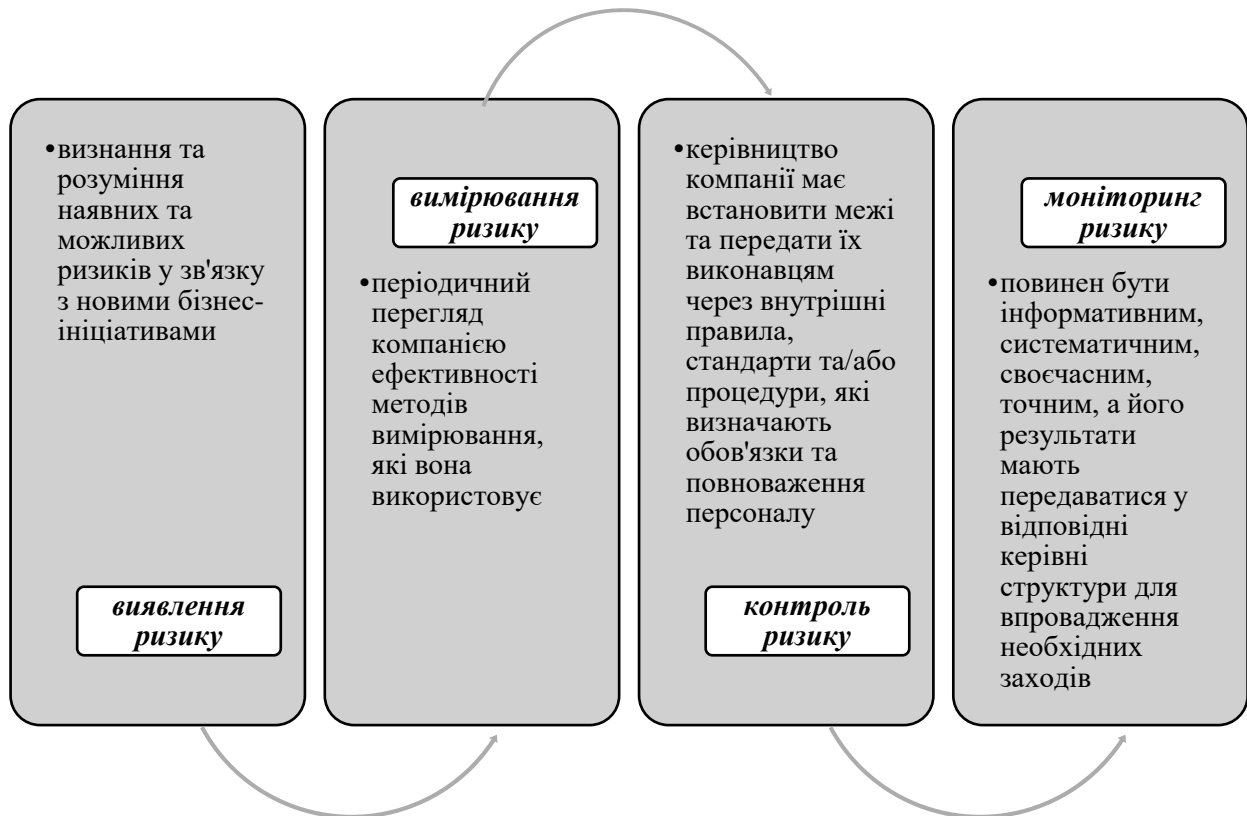 •визнання та
розуміння
наявних та
можливих
ризиків у зв'язку
з новими бізнес-
ініціативами
виявлення
ризику
вимірювання
ризику
•періодичний
перегляд
компанією
ефективності
методів
вимірювання,
які вона
використовує
•керівництво
компанії має
встановити межі
та передати їх
виконавцям
через внутрішні
правила,
стандарти та/або
процедури, які
визначають
обов'язки та
повноваження
персоналу
контроль
ризику
моніторинг
ризику
•повинен бути
інформативним,
систематичним,
своєчасним,
точним, а його
результати
мають
передаватися у
відповідні
керівні
структури для
впровадження
необхідних
заходів